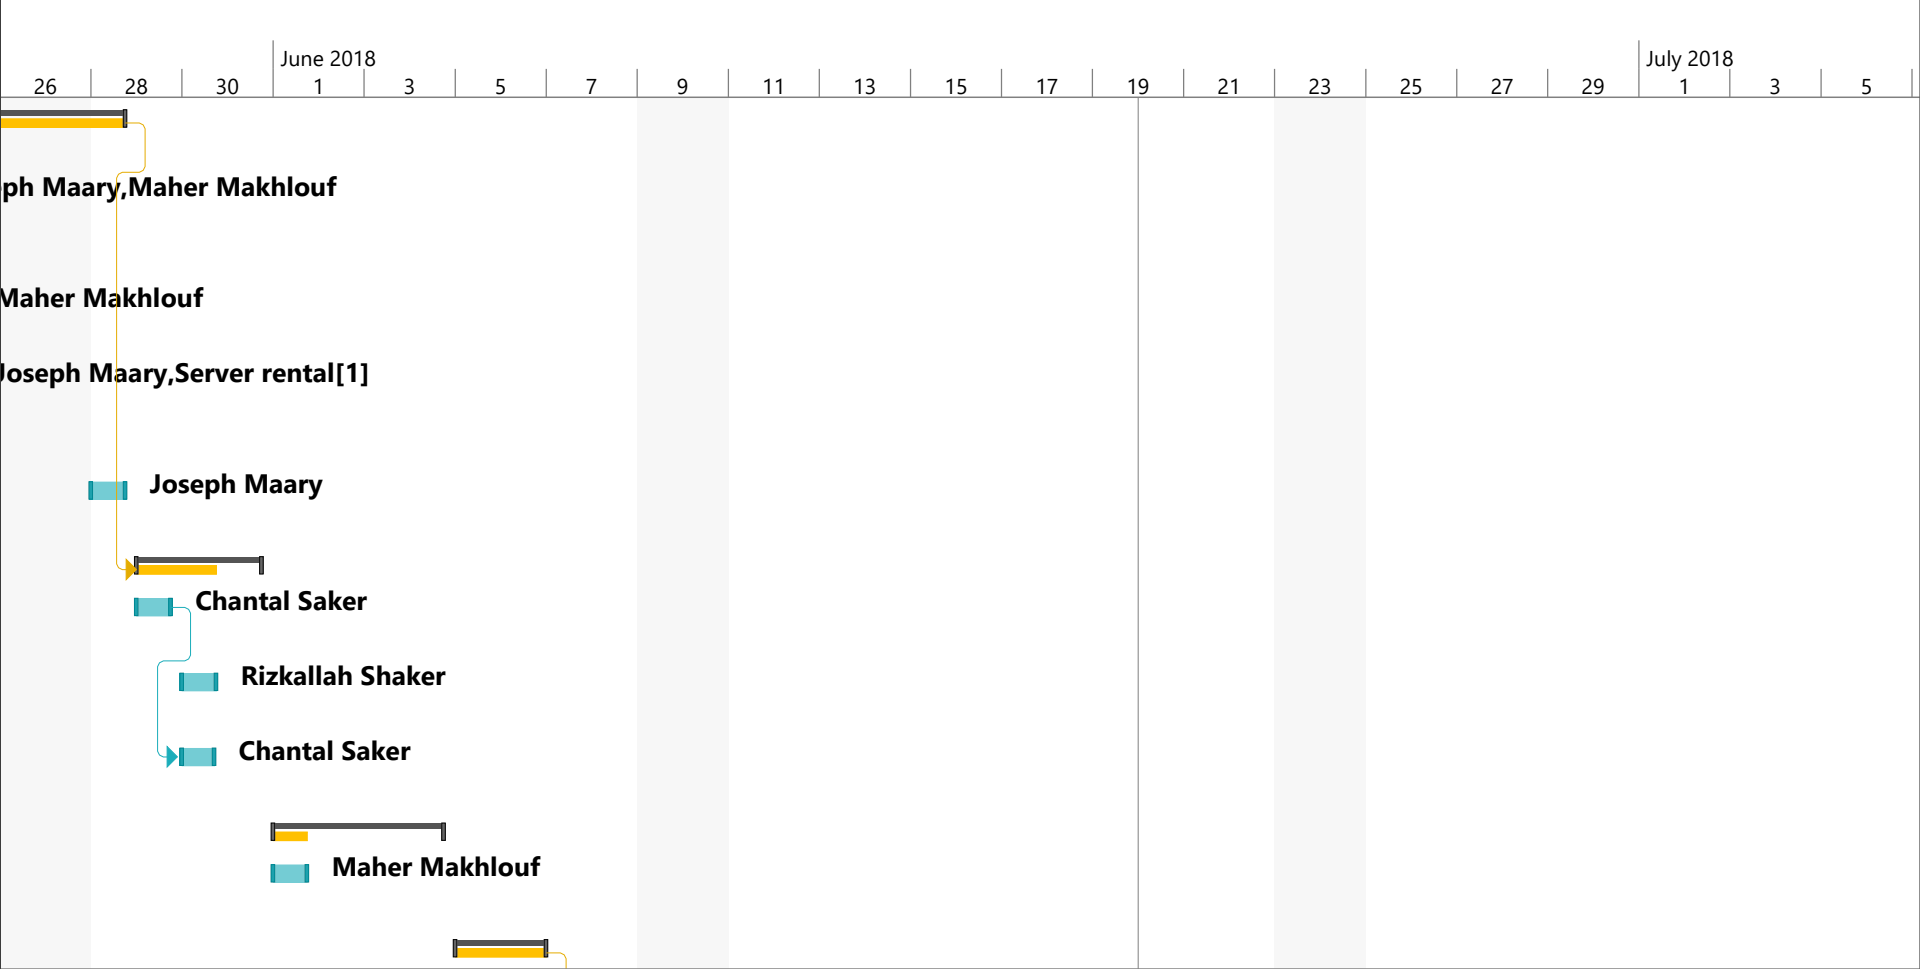 June 2018 July 2018
26 28 30 1 3 5 7 9 11 13 15 17 19 21 23 25 27 29 1 3 5
ph Maary,Maher Makhlouf
Maher Makhlouf
Joseph Maary,Server rental[1]
Joseph Maary
Chantal Saker
Rizkallah Shaker
Chantal Saker
Maher Makhlouf